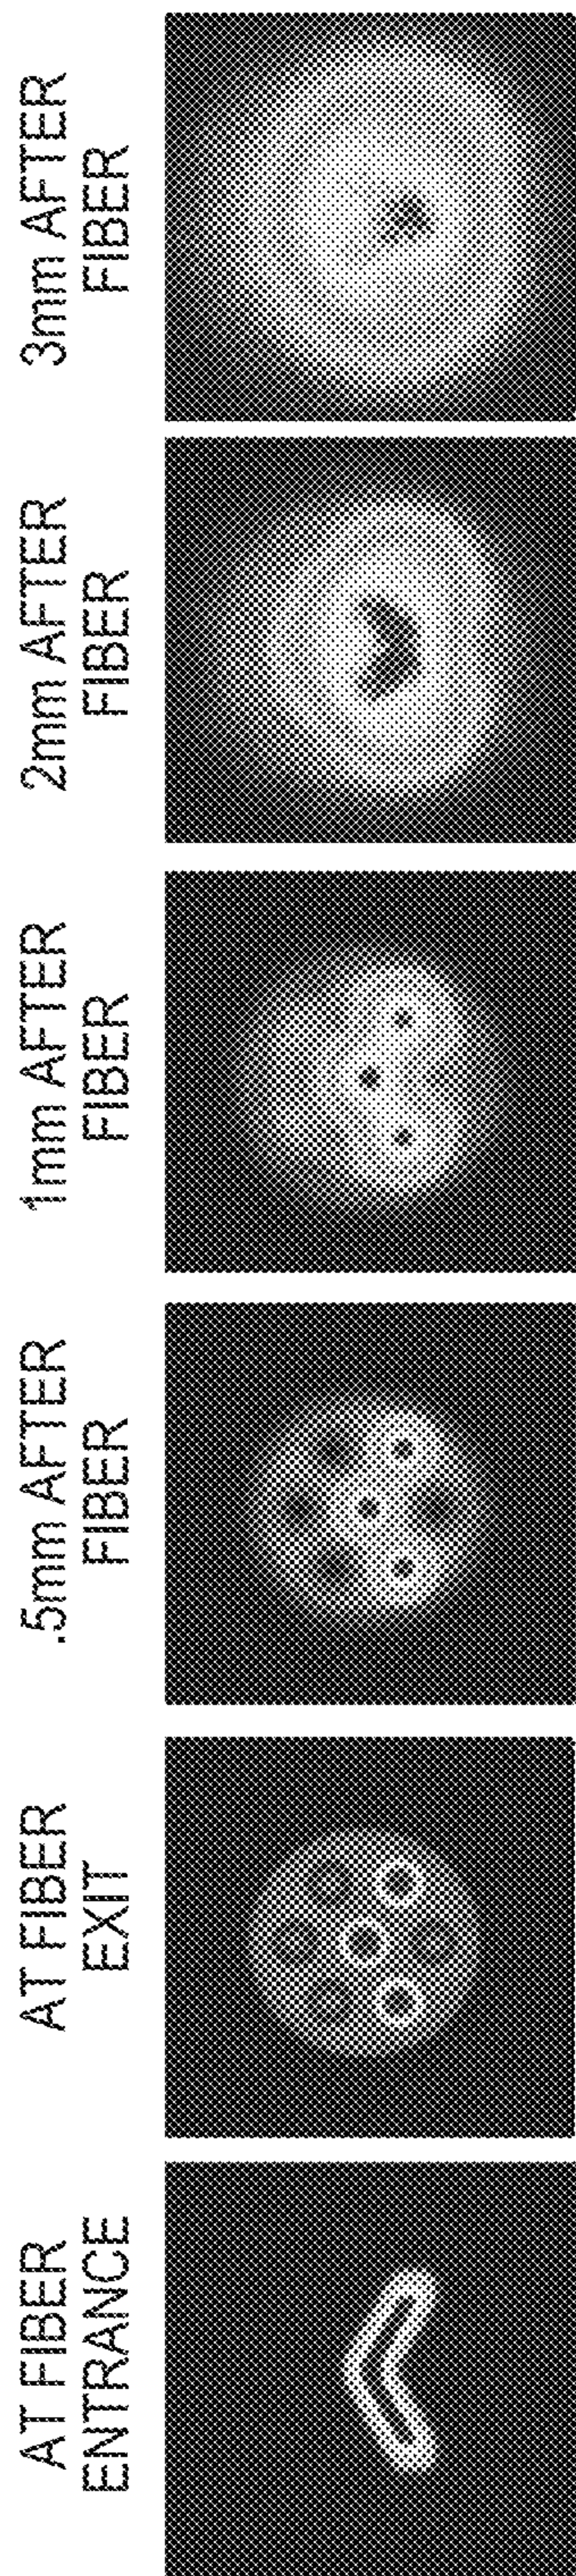 AT FIBER
ENTRANCE
AT FIBER
EXIT
.5mm AFTER
FIBER
1mm AFTER
FIBER
2mm AFTER
FIBER
3mm AFTER
FIBER